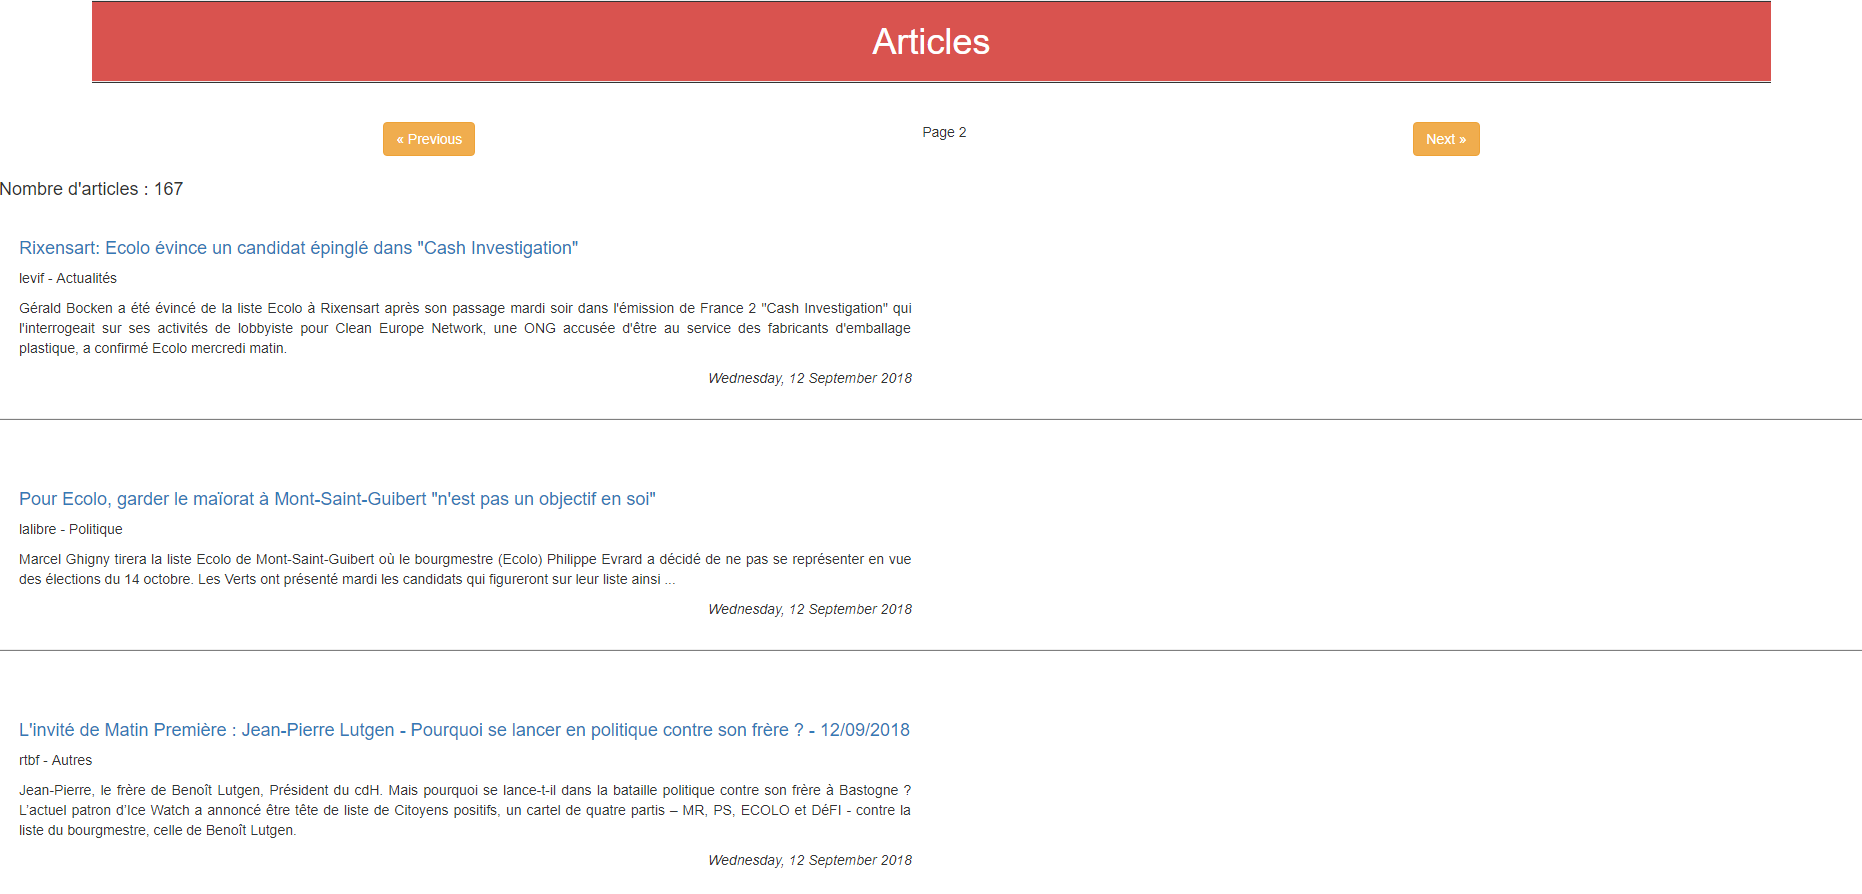 Articles
« Previous
Page 2
Next »
Nombre d'articles : 167
Rixensart: Ecolo évince un candidat épinglé dans "Cash Investigation"
levif - Actualités
Gérald Bocken a été évincé de la liste Ecolo à Rixensart après son passage mardi soir dans l'émission de France 2 "Cash Investigation" qui
l'interrogeait sur ses activités de lobbyiste pour Clean Europe Network, une ONG accusée d'être au service des fabricants d'emballage
plastique, a confirmé Ecolo mercredi matin.
Wednesday, 12 September 2018
Pour Ecolo, garder le maïorat à Mont-Saint-Guibert "n'est pas un objectif en soi"
lalibre - Politique
Marcel Ghigny tirera la liste Ecolo de Mont-Saint-Guibert où le bourgmestre (Ecolo) Philippe Evrard a décidé de ne pas se représenter en vue
des élections du 14 octobre. Les Verts ont présenté mardi les candidats qui figureront sur leur liste ainsi ...
Wednesday, 12 September 2018
L'invité de Matin Première : Jean-Pierre Lutgen - Pourquoi se lancer en politique contre son frère ? - 12/09/2018
rtbf - Autres
Jean-Pierre, le frère de Benoît Lutgen, Président du cdH. Mais pourquoi se lance-t-il dans la bataille politique contre son frère à Bastogne ?
L’actuel patron d’Ice Watch a annoncé être tête de liste de Citoyens positifs, un cartel de quatre partis – MR, PS, ECOLO et DéFI - contre la
liste du bourgmestre, celle de Benoît Lutgen.
Wednesday, 12 September 2018